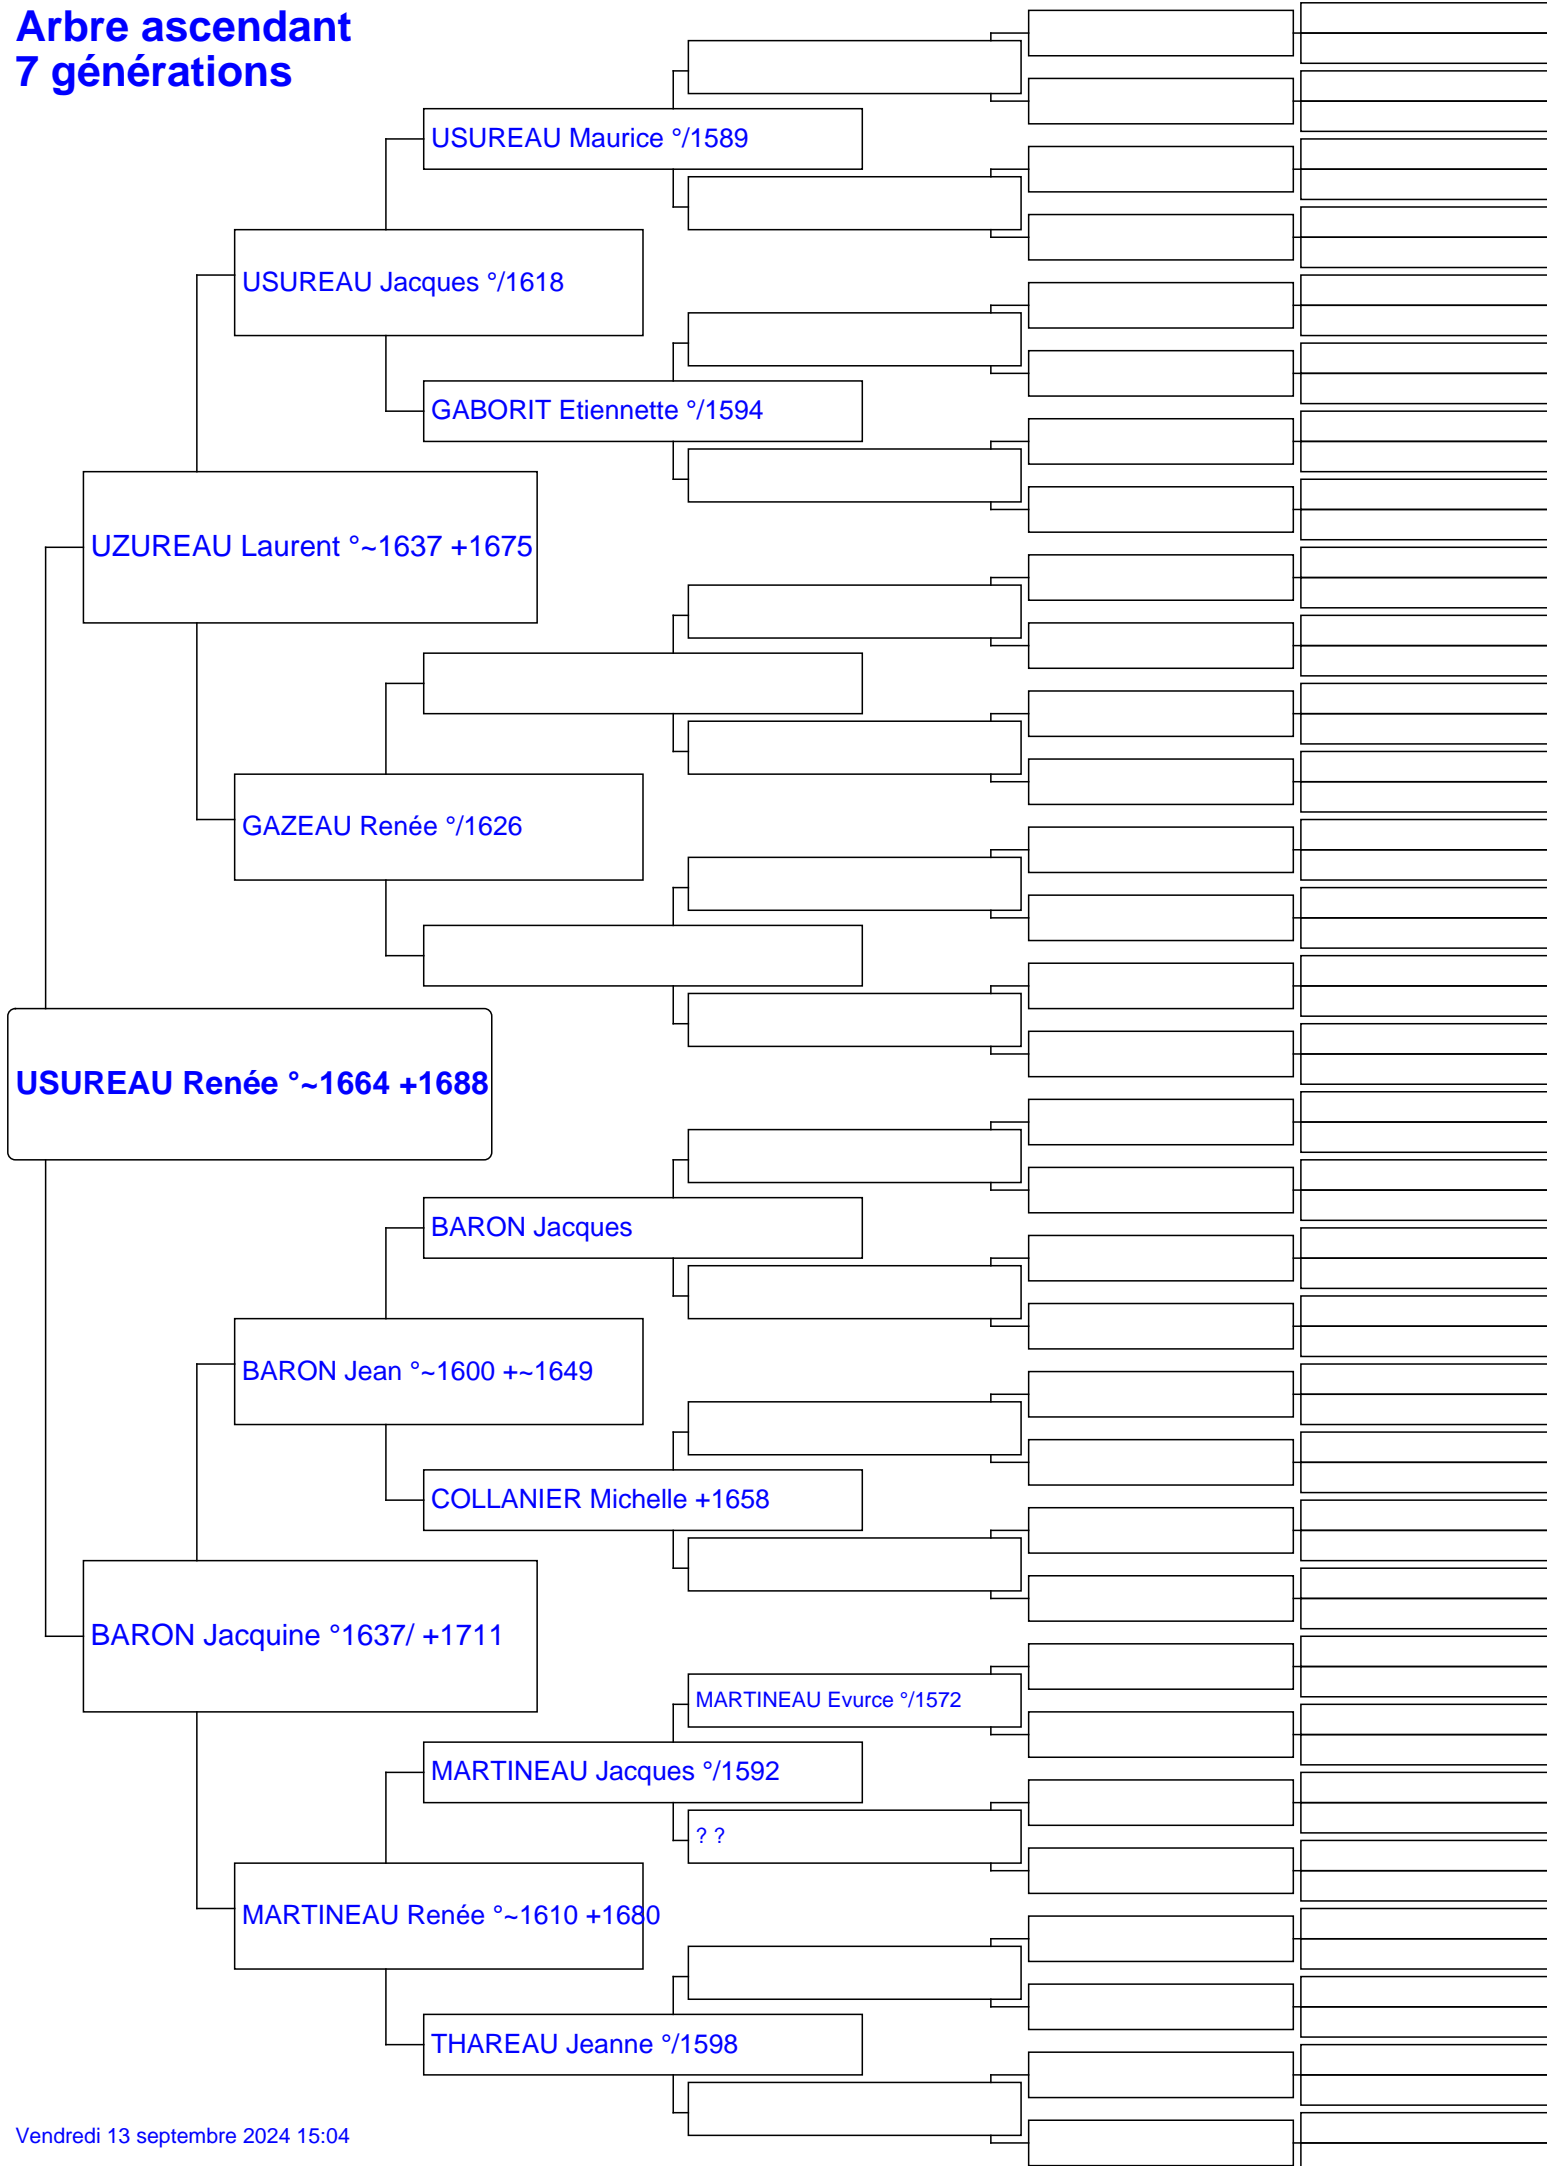 Arbre ascendant
7 générations
USUREAU Maurice °/1589
USUREAU Jacques °/1618
GABORIT Etiennette °/1594
UZUREAU Laurent °~1637 +1675
GAZEAU Renée °/1626
USUREAU Renée °~1664 +1688
BARON Jacques
BARON Jean °~1600 +~1649
COLLANIER Michelle +1658
BARON Jacquine °1637/ +1711
MARTINEAU Evurce °/1572
MARTINEAU Jacques °/1592
? ?
MARTINEAU Renée °~1610 +1680
THAREAU Jeanne °/1598
Vendredi 13 septembre 2024 15:04